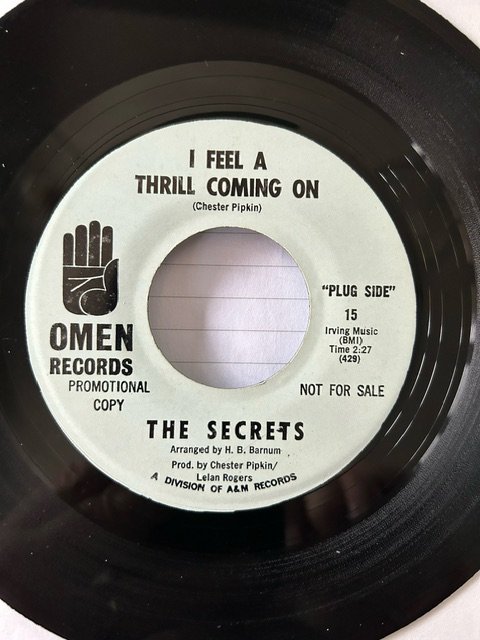 I FEEL A
THRILL COMING ON
(Chester Pipkin)
"PLUG SIDE"
15
Irving Music
(BMI)
Time 2:27
(429)
OMEN
RECORDS
PROMOTIONAL
COPY
NOT FOR SALE
THE SECRETS
Arranged by H. B. Barnum
Prod. by Chester Pipkin/
Lelan Rogers
A DIVISION OF A&M RECORDS